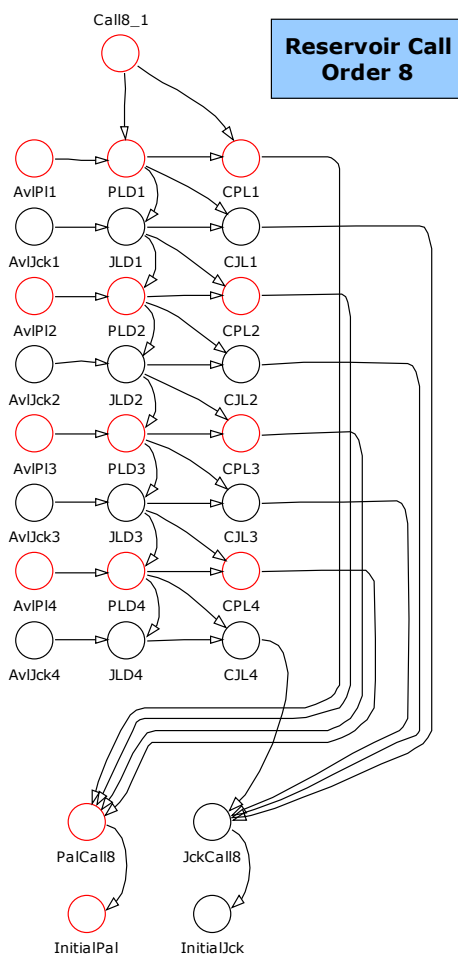 Call8_1
Reservoir Call
Order 8
AvlPl1 PLD1 CPL1
AvlJck1 JLD1 CJL1
AvlPl2 PLD2 CPL2
AvlJck2 JLD2 CJL2
AvlPl3 PLD3 CPL3
AvlJck3 JLD3 CJL3
AvlPl4 PLD4 CPL4
AvlJck4 JLD4 CJL4
PalCall8 JckCall8
InitialPal InitialJck